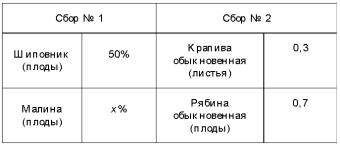 Сбор № 1 Сбор № 2
Шиповник (плоды) 50% Крапива обыкновенная (листья) 0,3
Малина (плоды) x% Рябина обыкновенная (плоды) 0,7